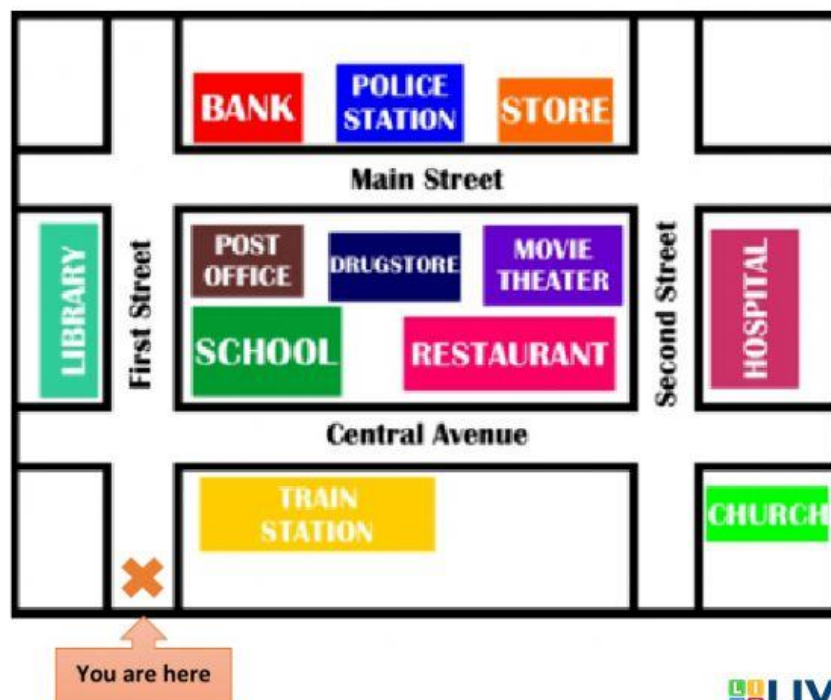 BANK
POLICE
STATION
STORE
Main Street
LIBRARY
First Street
POST
OFFICE
DRUGSTORE
MOVIE
THEATER
Second Street
HOSPITAL
SCHOOL
RESTAURANT
Central Avenue
TRAIN
STATION
CHURCH
You are here
LIV